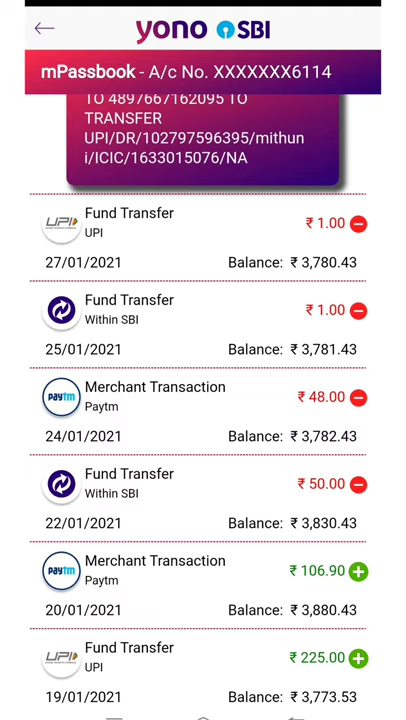 yono SBI
mPassbook - A/c No. XXXXXXX6114
TO 4897667162095 TO
TRANSFER
UPI/DR/102797596395/mithun
i/ICIC/1633015076/NA
UPI Fund Transfer ₹ 1.00
UPI
27/01/2021 Balance: ₹ 3,780.43
Fund Transfer ₹ 1.00
Within SBI
25/01/2021 Balance: ₹ 3,781.43
paytm Merchant Transaction ₹ 48.00
Paytm
24/01/2021 Balance: ₹ 3,782.43
Fund Transfer ₹ 50.00
Within SBI
22/01/2021 Balance: ₹ 3,830.43
paytm Merchant Transaction ₹ 106.90
Paytm
20/01/2021 Balance: ₹ 3,880.43
UPI Fund Transfer ₹ 225.00
UPI
19/01/2021 Balance: ₹ 3,773.53